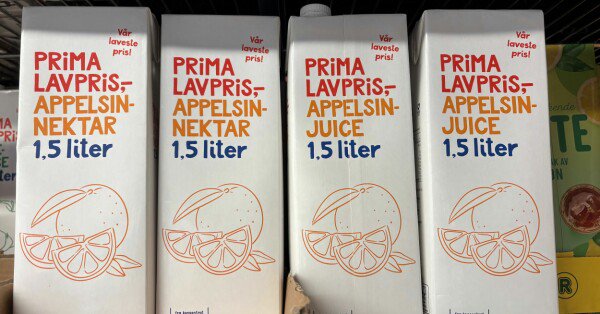 Vår
laveste
pris!
PRiMA
LAVPRiS,-
APPELSIN-
NEKTAR
1,5 liter
fra konsentrat
Vår
laveste
pris!
PRiMA
LAVPRiS,-
APPELSIN-
NEKTAR
1,5 liter
Vår
laveste
pris!
PRiMA
LAVPRiS,-
APPELSIN-
JUICE
1,5 liter
Vår
laveste
pris!
PRiMA
LAVPRiS,-
APPELSIN-
JUICE
1,5 liter